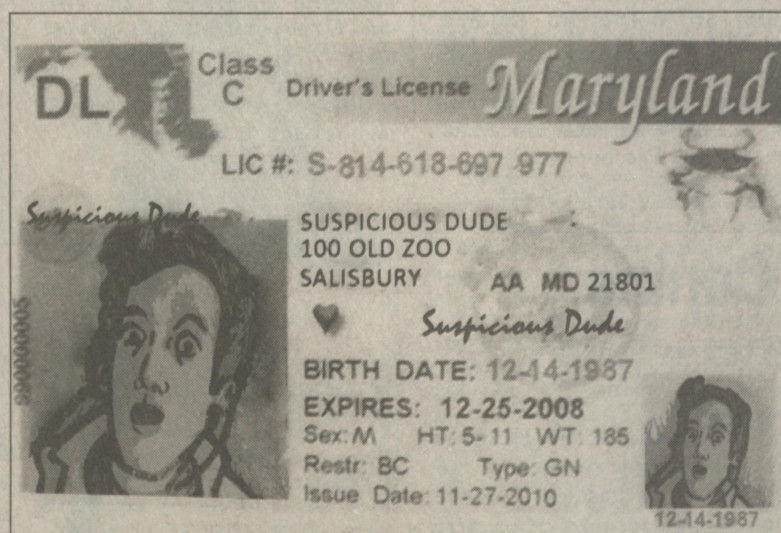 DL
Class
C
Driver's License
Maryland
LIC #: S-814-618-697-977
Suspicious Dude
SUSPICIOUS DUDE
100 OLD ZOO
SALISBURY AA MD 21801
Suspicious Dude
BIRTH DATE: 12-14-1987
EXPIRES: 12-25-2008
Sex: M HT: 5-11 WT: 185
Restr: BC Type: GN
Issue Date: 11-27-2010
12-14-1987